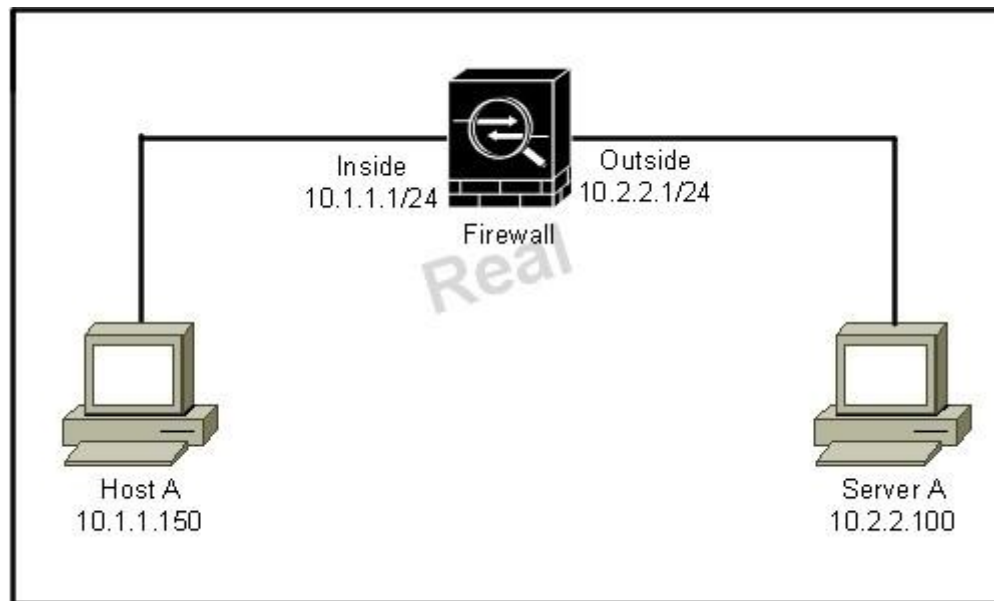 Inside
10.1.1.1/24
Outside
10.2.2.1/24
Firewall
Real
Host A
10.1.1.150
Server A
10.2.2.100